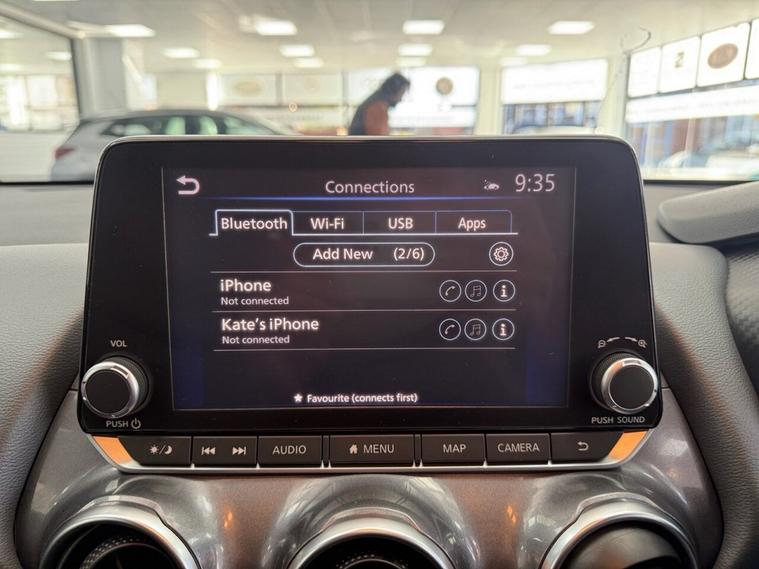 Connections 9:35
Bluetooth Wi-Fi USB Apps
Add New (2/6)
iPhone
Not connected
Kate's iPhone
Not connected
★ Favourite (connects first)
VOL
PUSH
PUSH SOUND
AUDIO MENU MAP CAMERA